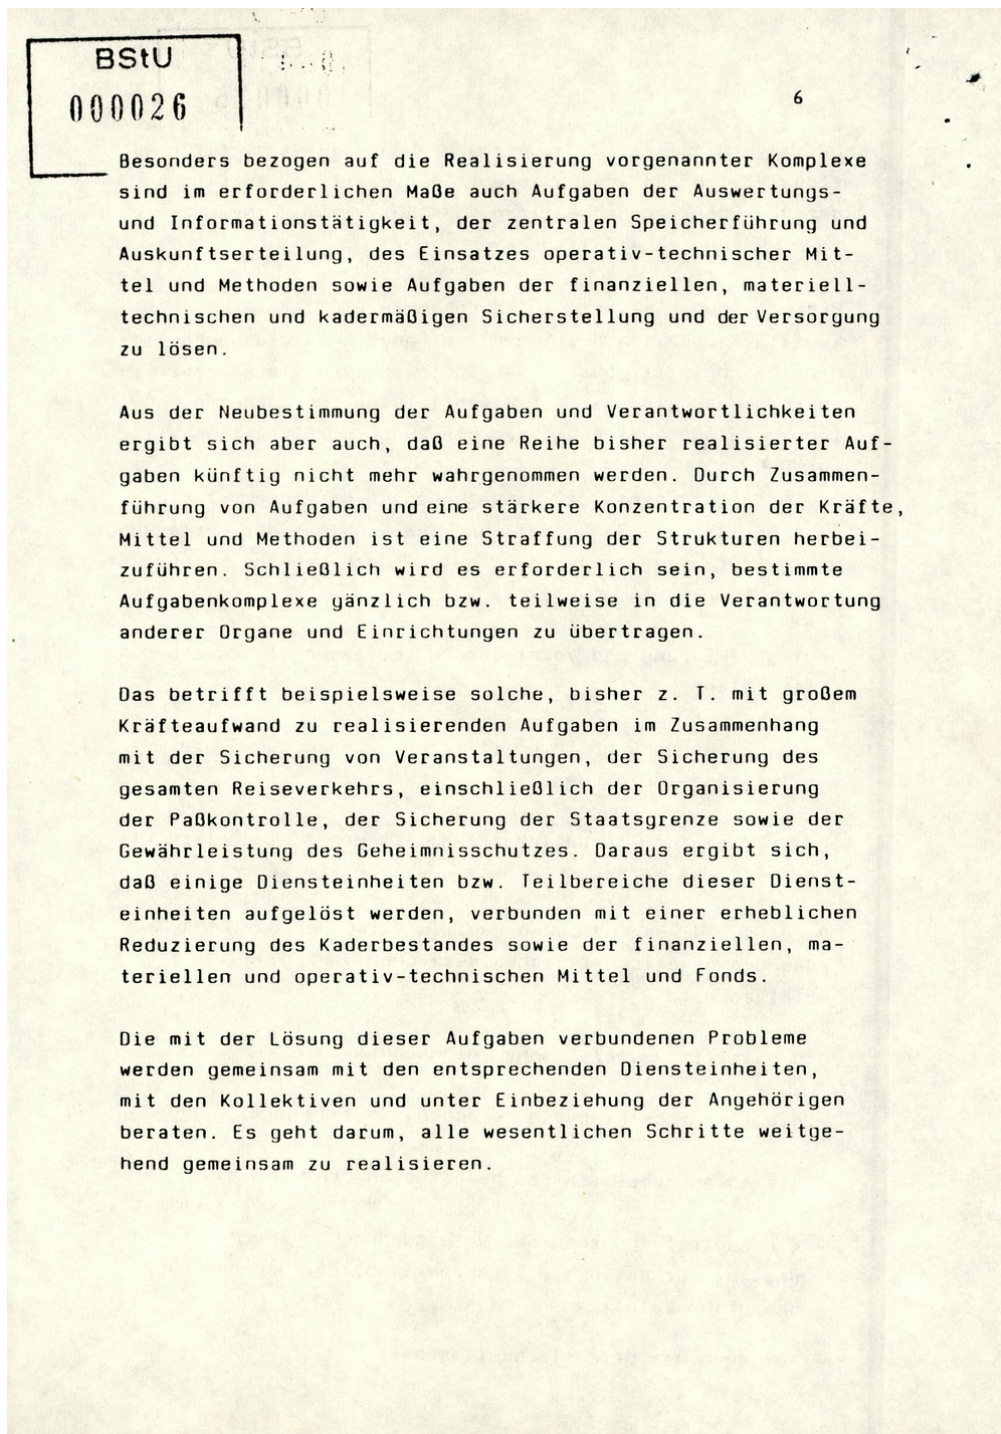 BStU
000026
6
Besonders bezogen auf die Realisierung vorgenannter Komplexe
sind im erforderlichen Maße auch Aufgaben der Auswertungs-
und Informationstätigkeit, der zentralen Speicherführung und
Auskunftserteilung, des Einsatzes operativ-technischer Mit-
tel und Methoden sowie Aufgaben der finanziellen, materiell-
technischen und kadermäßigen Sicherstellung und der Versorgung
zu lösen.
Aus der Neubestimmung der Aufgaben und Verantwortlichkeiten
ergibt sich aber auch, daß eine Reihe bisher realisierter Auf-
gaben künftig nicht mehr wahrgenommen werden. Durch Zusammen-
führung von Aufgaben und eine stärkere Konzentration der Kräfte,
Mittel und Methoden ist eine Straffung der Strukturen herbei-
zuführen. Schließlich wird es erforderlich sein, bestimmte
Aufgabenkomplexe gänzlich bzw. teilweise in die Verantwortung
anderer Organe und Einrichtungen zu übertragen.
Das betrifft beispielsweise solche, bisher z. T. mit großem
Kräfteaufwand zu realisierenden Aufgaben im Zusammenhang
mit der Sicherung von Veranstaltungen, der Sicherung des
gesamten Reiseverkehrs, einschließlich der Organisierung
der Paßkontrolle, der Sicherung der Staatsgrenze sowie der
Gewährleistung des Geheimnisschutzes. Daraus ergibt sich,
daß einige Diensteinheiten bzw. Teilbereiche dieser Dienst-
einheiten aufgelöst werden, verbunden mit einer erheblichen
Reduzierung des Kaderbestandes sowie der finanziellen, ma-
teriellen und operativ-technischen Mittel und Fonds.
Die mit der Lösung dieser Aufgaben verbundenen Probleme
werden gemeinsam mit den entsprechenden Diensteinheiten,
mit den Kollektiven und unter Einbeziehung der Angehörigen
beraten. Es geht darum, alle wesentlichen Schritte weitge-
hend gemeinsam zu realisieren.